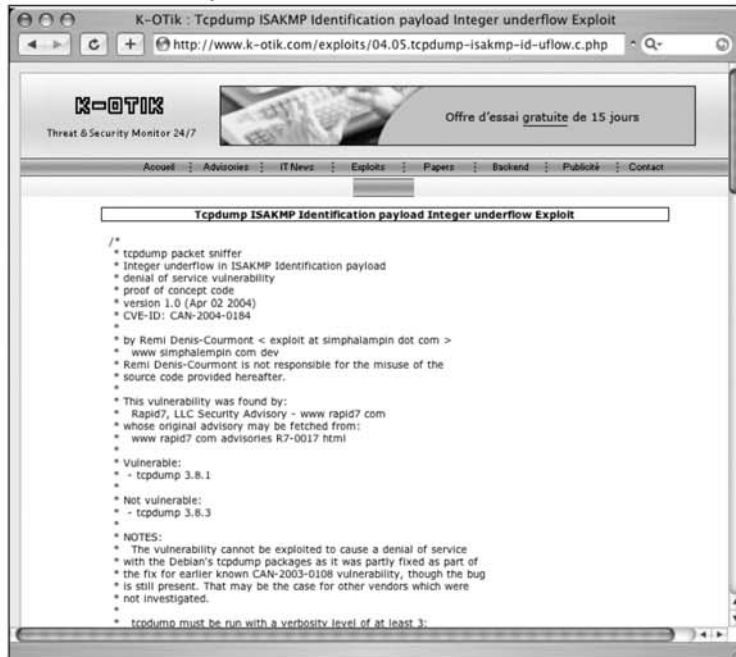 K-OTik : Tcpdump ISAKMP Identification payload Integer underflow Exploit
http://www.k-otik.com/exploits/04.05.tcpdump-isakmp-id-uflow.c.php
K-OTIK
Threat & Security Monitor 24/7
Offre d'essai gratuite de 15 jours
Accueil Advisories IT News Exploits Papers Backend Publicité Contact
Tcpdump ISAKMP Identification payload Integer underflow Exploit
/*
* tcpdump packet sniffer
* Integer underflow in ISAKMP Identification payload
* denial of service vulnerability
* proof of concept code
* version 1.0 (Apr 02 2004)
* CVE-ID: CAN-2004-0184
*
* by Remi Denis-Courmont < exploit at simphalampin dot com >
* www simphalempin com dev
* Remi Denis-Courmont is not responsible for the misuse of the
* source code provided hereafter.
*
* This vulnerability was found by:
* Rapid7, LLC Security Advisory - www rapid7 com
* whose original advisory may be fetched from:
* www rapid7 com advisories R7-0017 html
*
* Vulnerable:
* - tcpdump 3.8.1
*
* Not vulnerable:
* - tcpdump 3.8.3
*
* NOTES:
* The vulnerability cannot be exploited to cause a denial of service
* with the Debian's tcpdump packages as it was partly fixed as part of
* the fix for earlier known CAN-2003-0108 vulnerability, though the bug
* is still present. That may be the case for other vendors which were
* not investigated.
*
* tcpdump must be run with a verbosity level of at least 3: